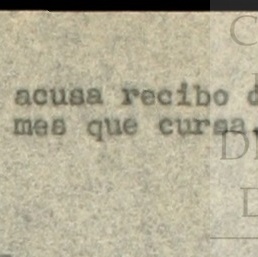 acusa recibo d
mes que cursa.